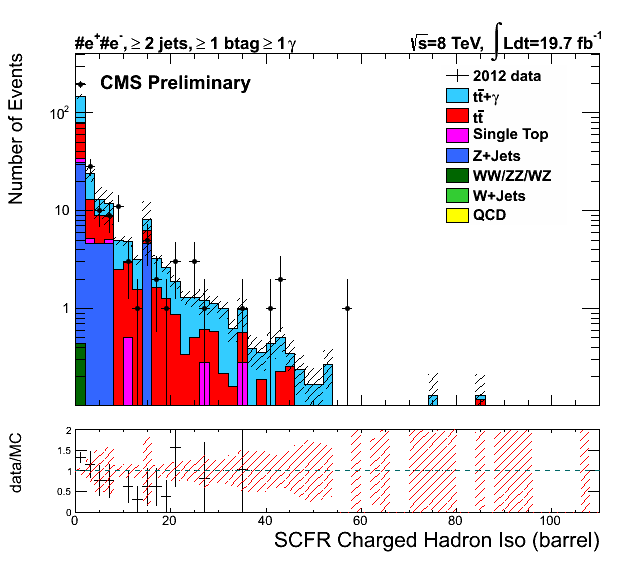 #e⁺#e⁻, ≥ 2 jets, ≥ 1 btag ≥ 1 γ
√s=8 TeV, ∫ Ldt=19.7 fb⁻¹
CMS Preliminary
2012 data
tt̄+γ
tt̄
Single Top
Z+Jets
WW/ZZ/WZ
W+Jets
QCD
Number of Events
10²
10
1
data/MC
2
1.5
1
0.5
0
0 20 40 60 80 100
SCFR Charged Hadron Iso (barrel)